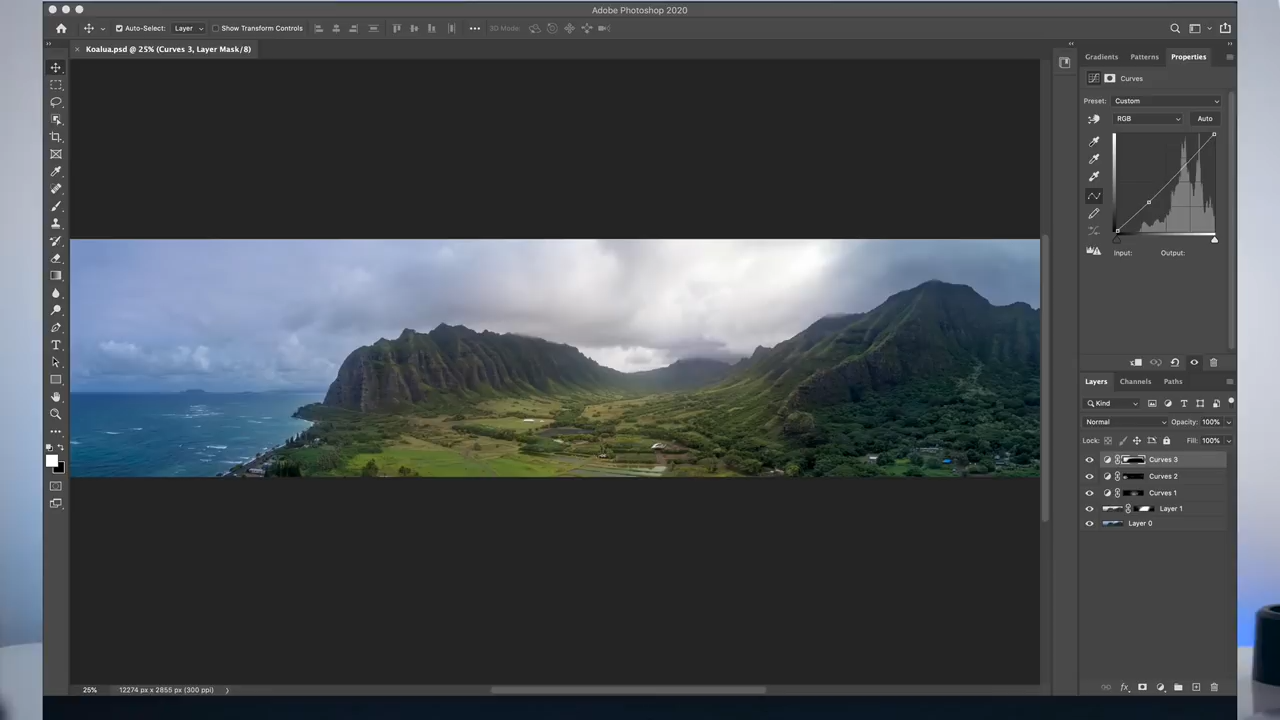 Adobe Photoshop 2020
Auto-Select: Layer Show Transform Controls 3D Mode:
Koalua.psd @ 25% (Curves 3, Layer Mask/8)
Gradients Patterns Properties
Curves
Preset: Custom
RGB Auto
Input: Output:
Layers Channels Paths
Kind
Normal Opacity: 100%
Lock: Fill: 100%
Curves 3
Curves 2
Curves 1
Layer 1
Layer 0
25% 12274 px x 2855 px (300 ppi)